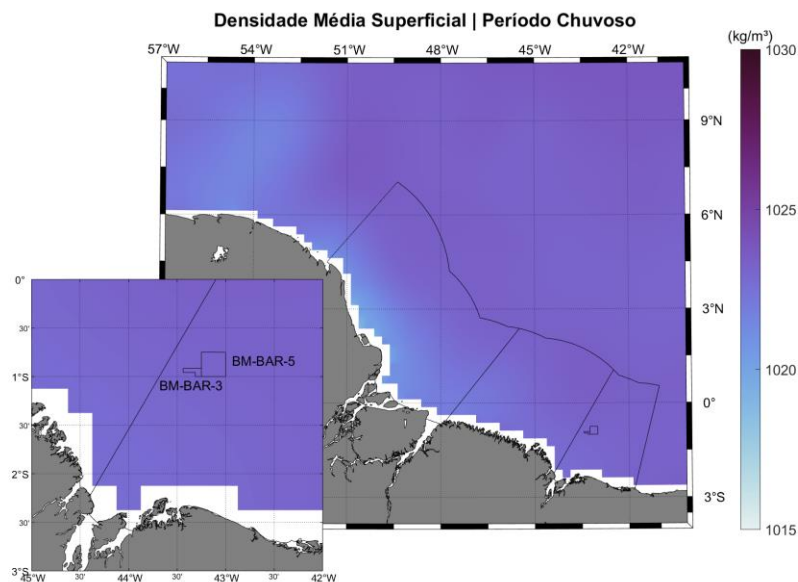 Densidade Média Superficial | Período Chuvoso
(kg/m³)
57°W 54°W 51°W 48°W 45°W 42°W
1030
9°N
1025
6°N
3°N
1020
0°
3°S
1015
0°
30'
1°S
30'
2°S
30'
3°S
BM-BAR-5
BM-BAR-3
45°W 30' 44°W 30' 43°W 30' 42°W